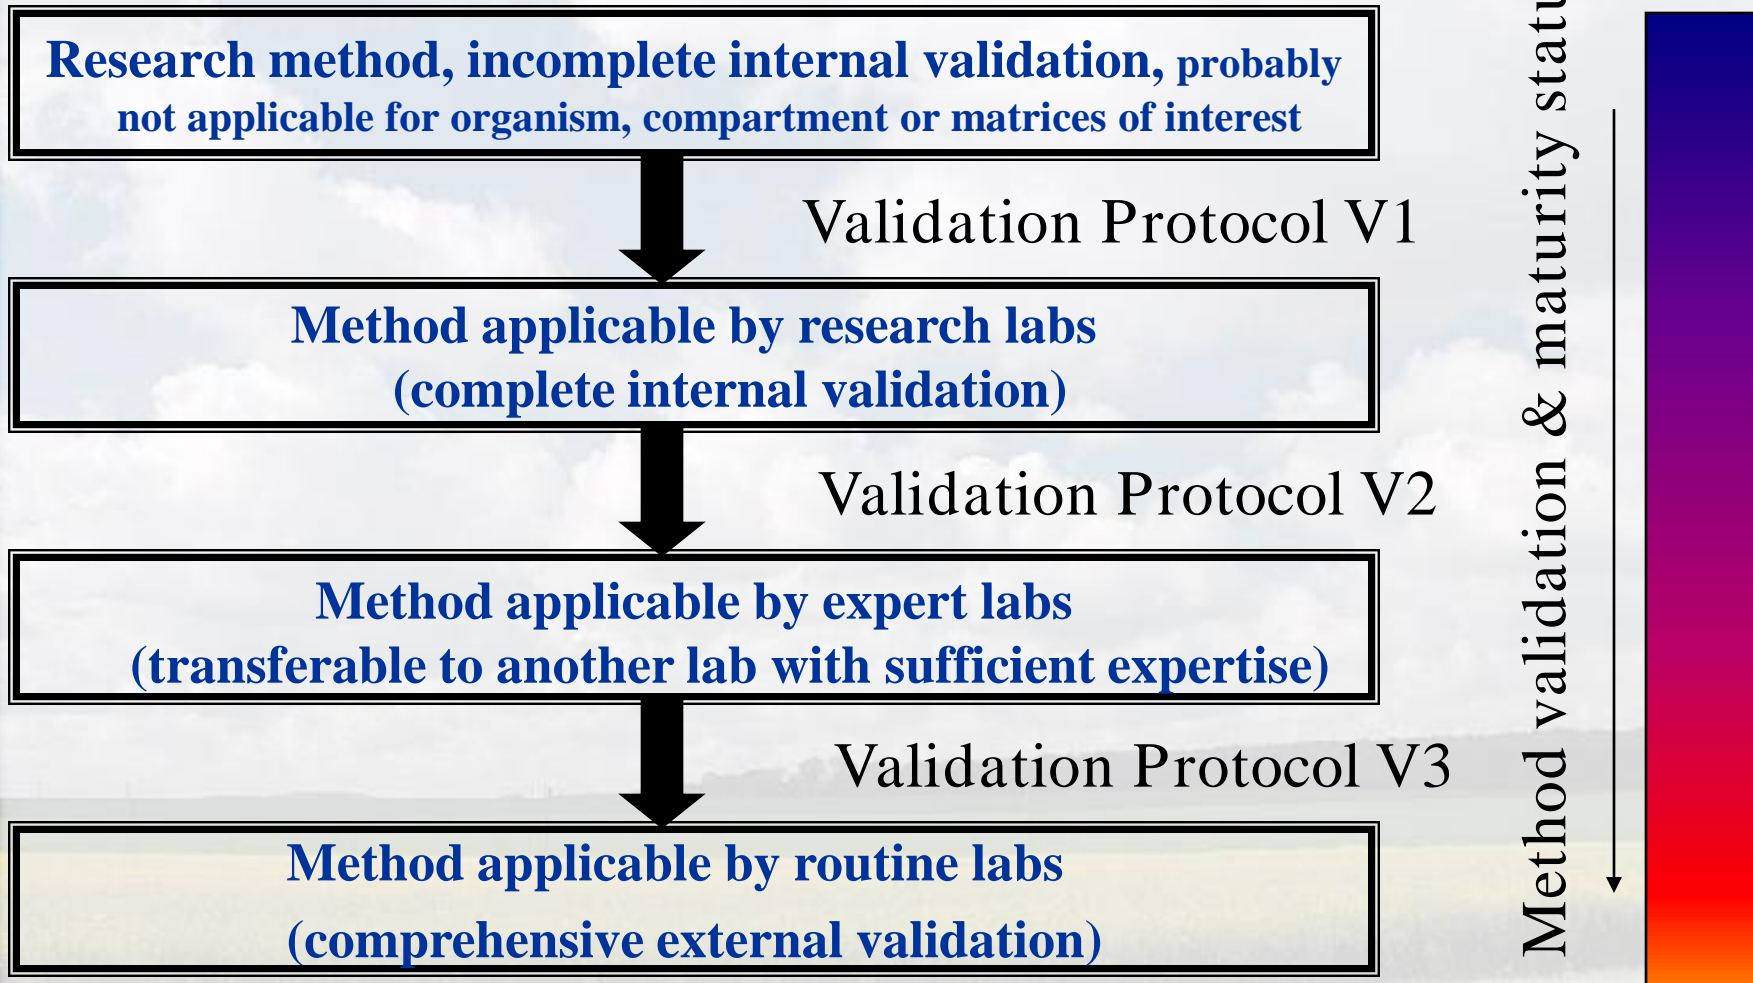 Research method, incomplete internal validation, probably
not applicable for organism, compartment or matrices of interest
Validation Protocol V1
Method applicable by research labs
(complete internal validation)
Validation Protocol V2
Method applicable by expert labs
(transferable to another lab with sufficient expertise)
Validation Protocol V3
Method applicable by routine labs
(comprehensive external validation)
Method validation & maturity statu